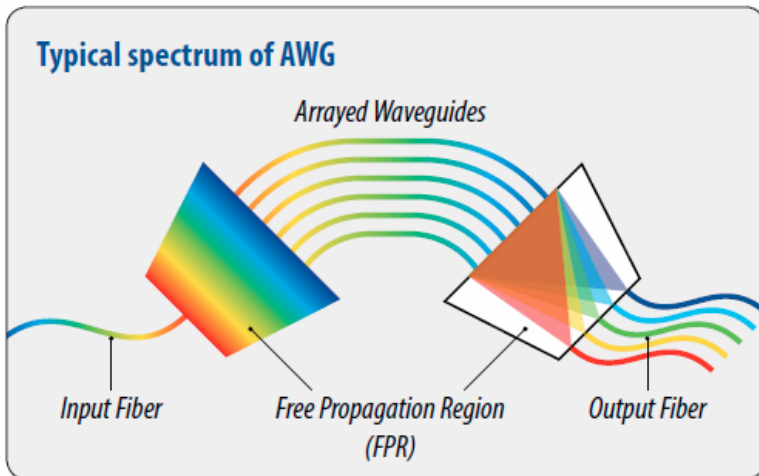 Typical spectrum of AWG
Arrayed Waveguides
Input Fiber
Free Propagation Region
(FPR)
Output Fiber